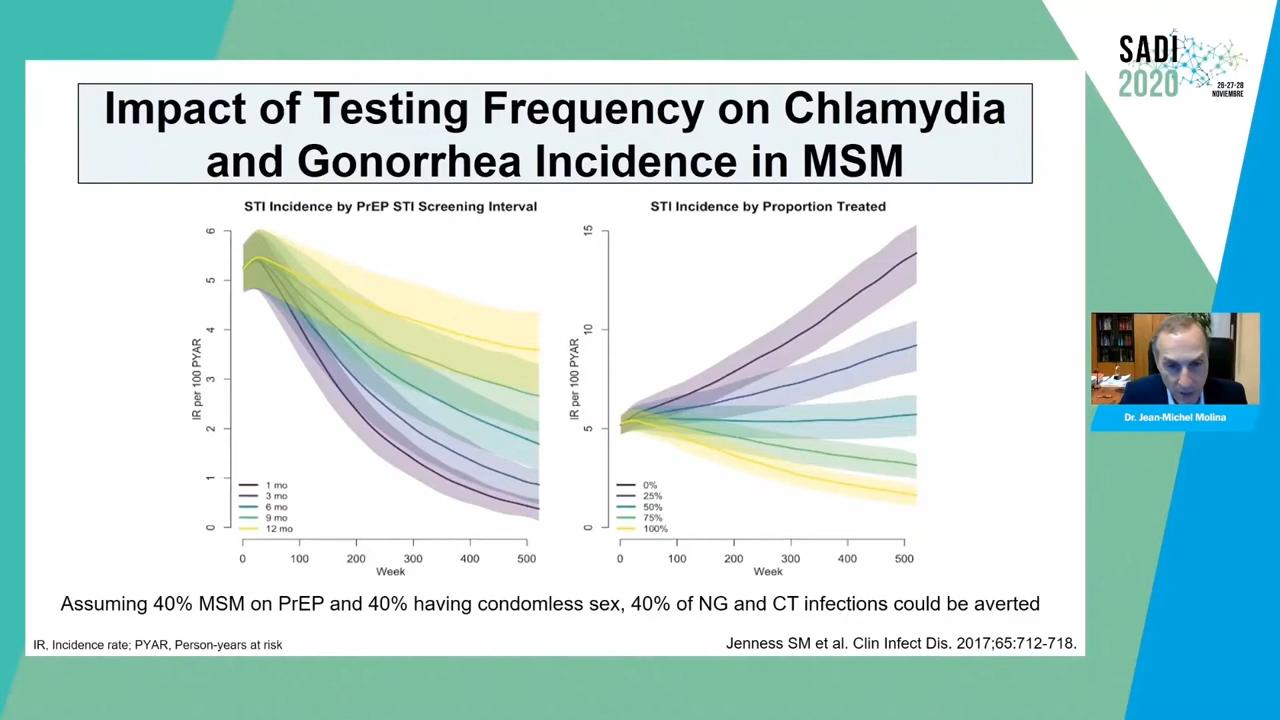 SADI
2020
26-27-28
NOVIEMBRE
Impact of Testing Frequency on Chlamydia
and Gonorrhea Incidence in MSM
STI Incidence by PrEP STI Screening Interval
IR per 100 PYAR
6
5
4
3
2
1
0
1 mo
3 mo
6 mo
9 mo
12 mo
0 100 200 300 400 500
Week
STI Incidence by Proportion Treated
IR per 100 PYAR
15
10
5
0
0%
25%
50%
75%
100%
0 100 200 300 400 500
Week
Dr. Jean-Michel Molina
Assuming 40% MSM on PrEP and 40% having condomless sex, 40% of NG and CT infections could be averted
IR, Incidence rate; PYAR, Person-years at risk
Jenness SM et al. Clin Infect Dis. 2017;65:712-718.